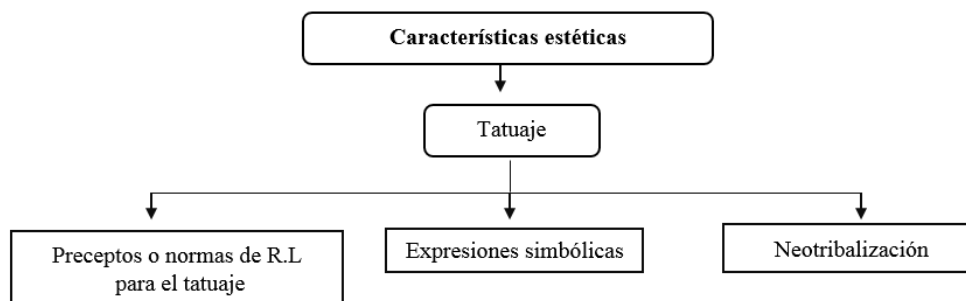 Características estéticas
Tatuaje
Preceptos o normas de R.L
para el tatuaje
Expresiones simbólicas
Neotribalización